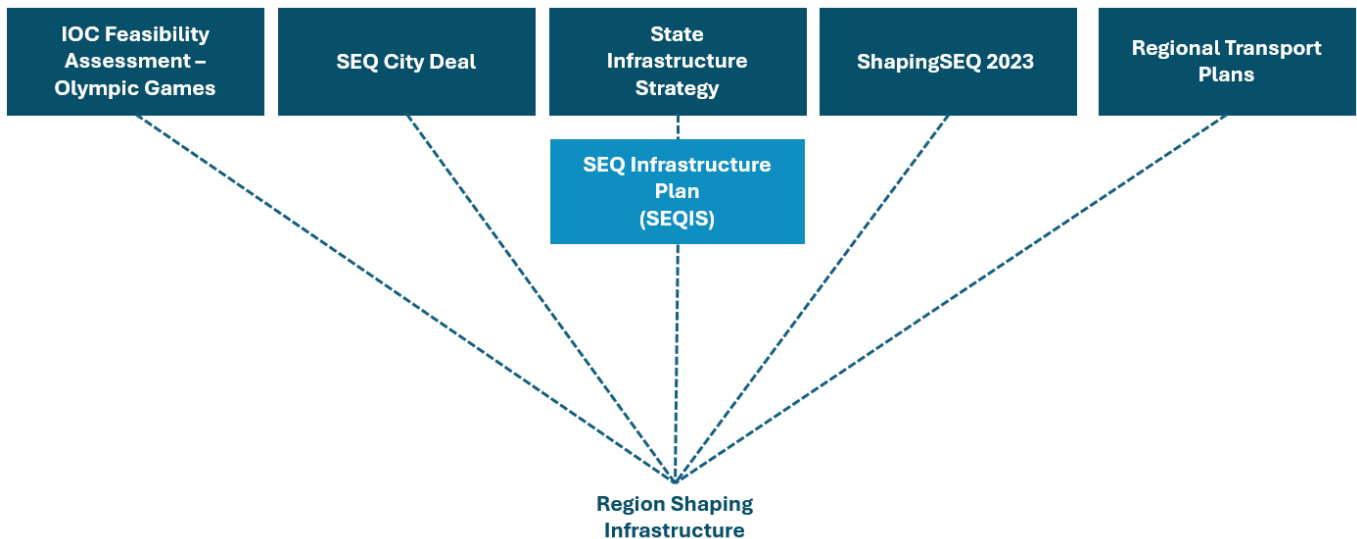 IOC Feasibility
Assessment –
Olympic Games
SEQ City Deal
State
Infrastructure
Strategy
ShapingSEQ 2023
Regional Transport
Plans
SEQ Infrastructure
Plan
(SEQIS)
Region Shaping
Infrastructure